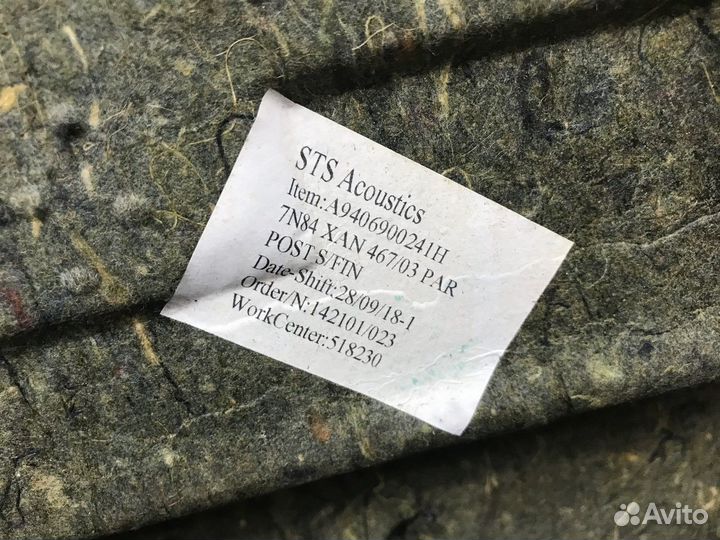 STS Acoustics
Item:A9406900241H
7N84 XAN 467/03 PAR
POST S/FIN
Date-Shift:28/09/18-1
Order/N:142101/023
WorkCenter:518230
Avito